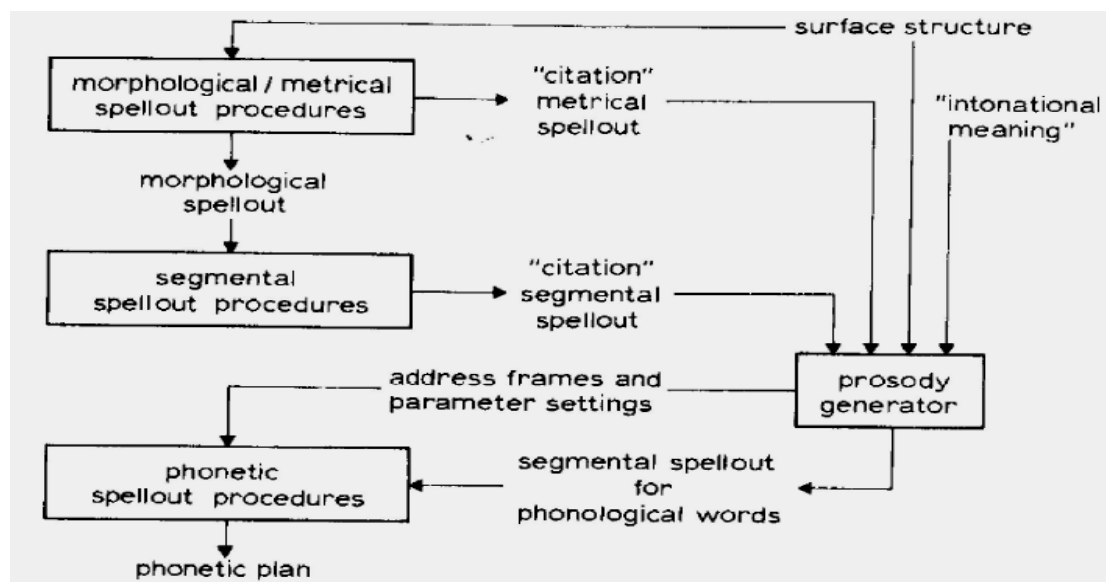 surface structure
morphological / metrical
spellout procedures
"citation"
metrical
spellout
"intonational
meaning"
morphological
spellout
segmental
spellout procedures
"citation"
segmental
spellout
address frames and
parameter settings
prosody
generator
phonetic
spellout procedures
segmental spellout
for
phonological words
phonetic plan